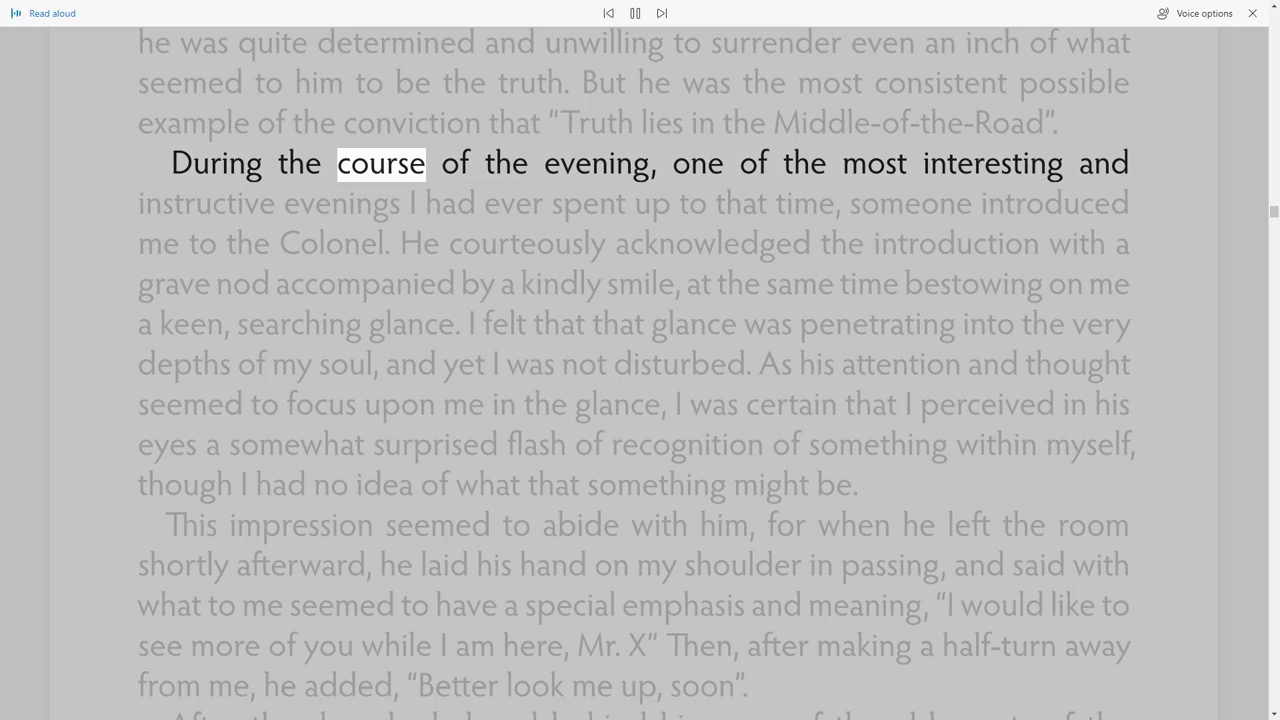 Read aloud
Voice options
he was quite determined and unwilling to surrender even an inch of what
seemed to him to be the truth. But he was the most consistent possible
example of the conviction that “Truth lies in the Middle-of-the-Road”.
During the course of the evening, one of the most interesting and
instructive evenings I had ever spent up to that time, someone introduced
me to the Colonel. He courteously acknowledged the introduction with a
grave nod accompanied by a kindly smile, at the same time bestowing on me
a keen, searching glance. I felt that that glance was penetrating into the very
depths of my soul, and yet I was not disturbed. As his attention and thought
seemed to focus upon me in the glance, I was certain that I perceived in his
eyes a somewhat surprised flash of recognition of something within myself,
though I had no idea of what that something might be.
This impression seemed to abide with him, for when he left the room
shortly afterward, he laid his hand on my shoulder in passing, and said with
what to me seemed to have a special emphasis and meaning, “I would like to
see more of you while I am here, Mr. X” Then, after making a half-turn away
from me, he added, “Better look me up, soon”.